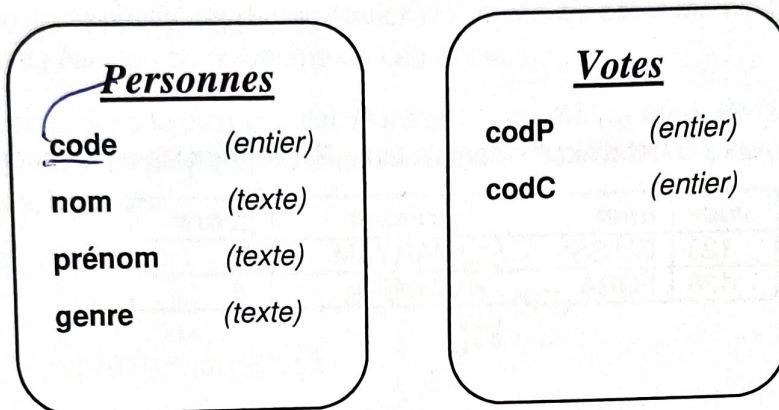 Personnes
code (entier)
nom (texte)
prénom (texte)
genre (texte)
Votes
codP (entier)
codC (entier)